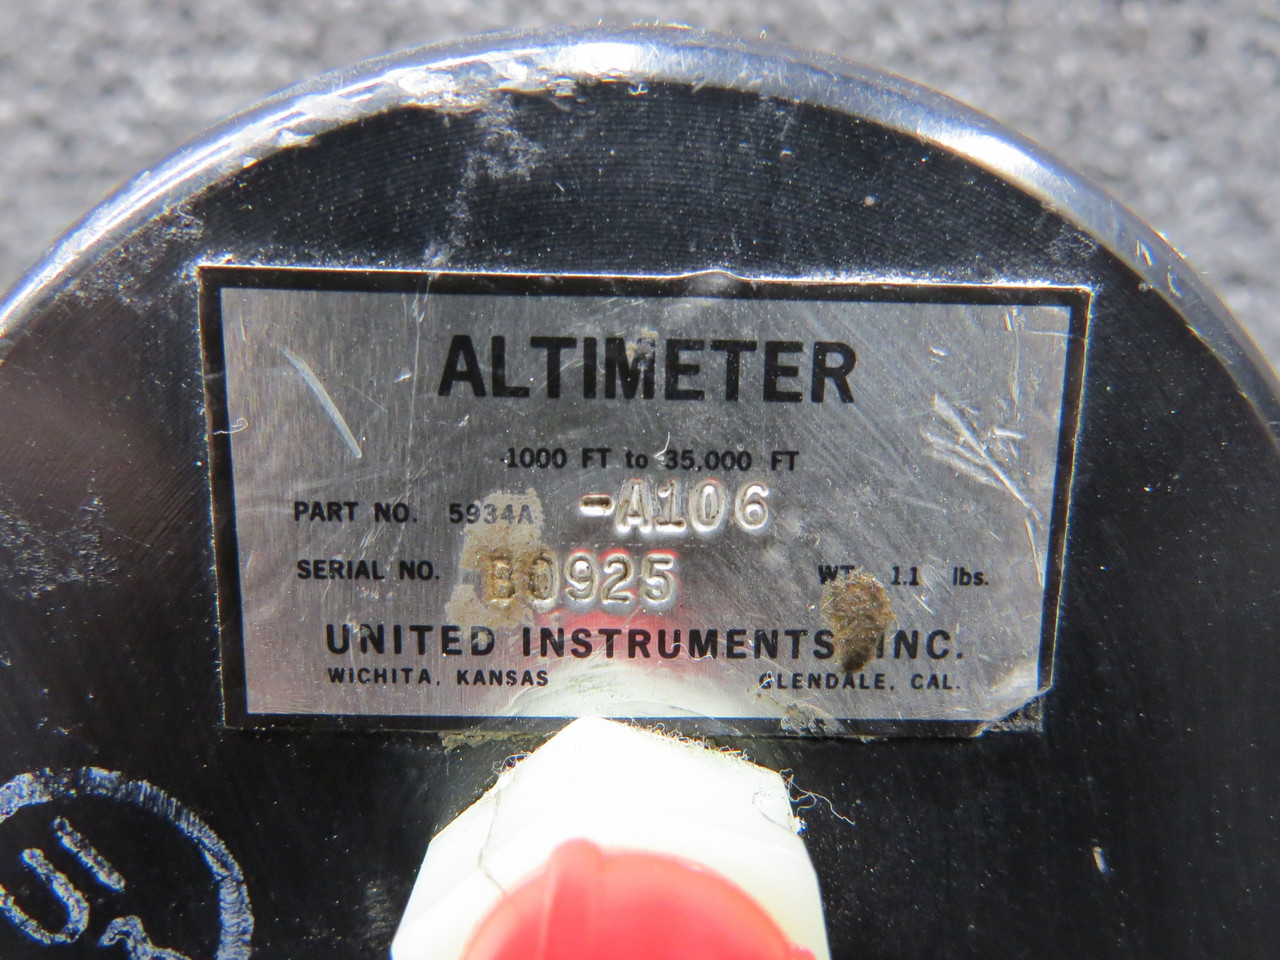 ALTIMETER
-1000 FT to 35,000 FT
PART NO. 5934A -A106
SERIAL NO. B0925 WT. 1.1 lbs.
UNITED INSTRUMENTS, INC.
WICHITA, KANSAS GLENDALE, CAL.
UI